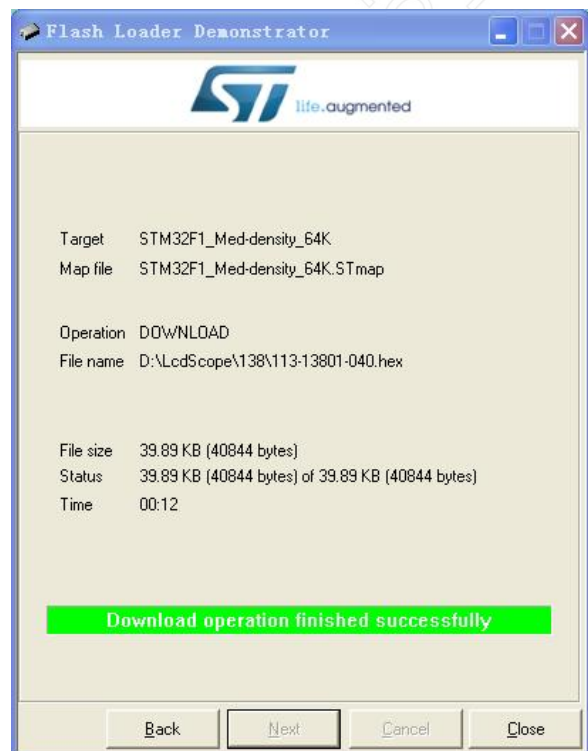 Flash Loader Demonstrator
ST life.augmented
Target STM32F1_Med-density_64K
Map file STM32F1_Med-density_64K.STmap
Operation DOWNLOAD
File name D:\LcdScope\138\113-13801-040.hex
File size 39.89 KB (40844 bytes)
Status 39.89 KB (40844 bytes) of 39.89 KB (40844 bytes)
Time 00:12
Download operation finished successfully
Back Next Cancel Close